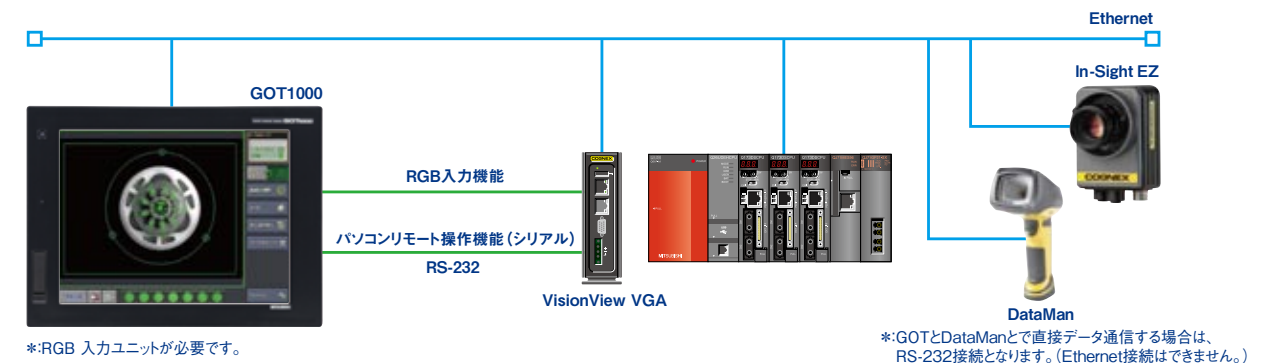 Ethernet
In-Sight EZ
GOT1000
COGNEX
RGB入力機能
パソコンリモート操作機能（シリアル）
RS-232
MITSUBISHI
COGNEX
VisionView VGA
DataMan
＊:RGB 入力ユニットが必要です。
＊:GOTとDataManとで直接データ通信する場合は、
RS-232接続となります。（Ethernet接続はできません。）